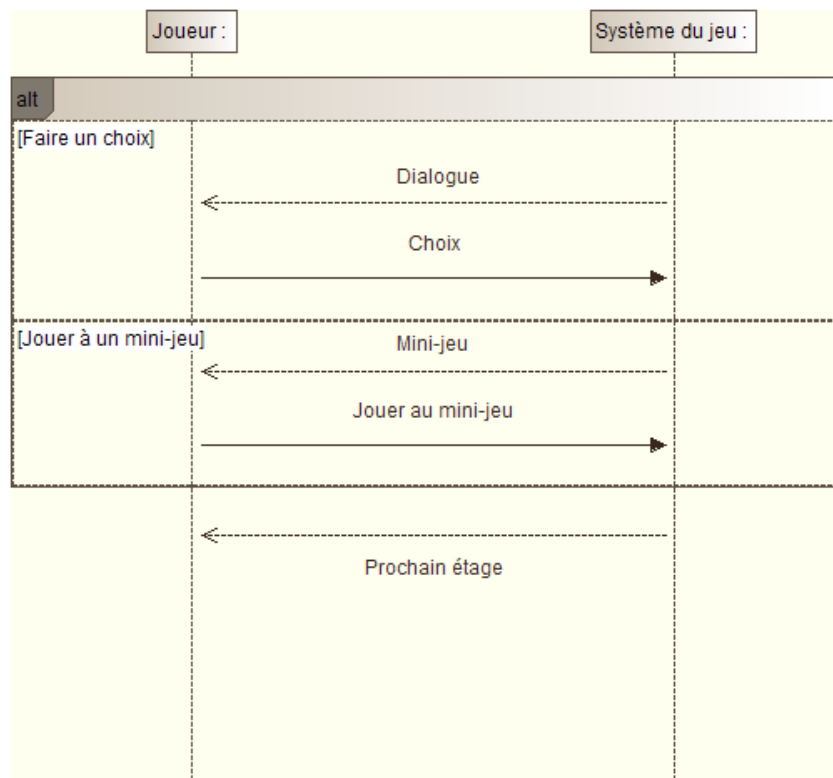 Joueur :
Système du jeu :
alt
[Faire un choix]
Dialogue
Choix
[Jouer à un mini-jeu]
Mini-jeu
Jouer au mini-jeu
Prochain étage